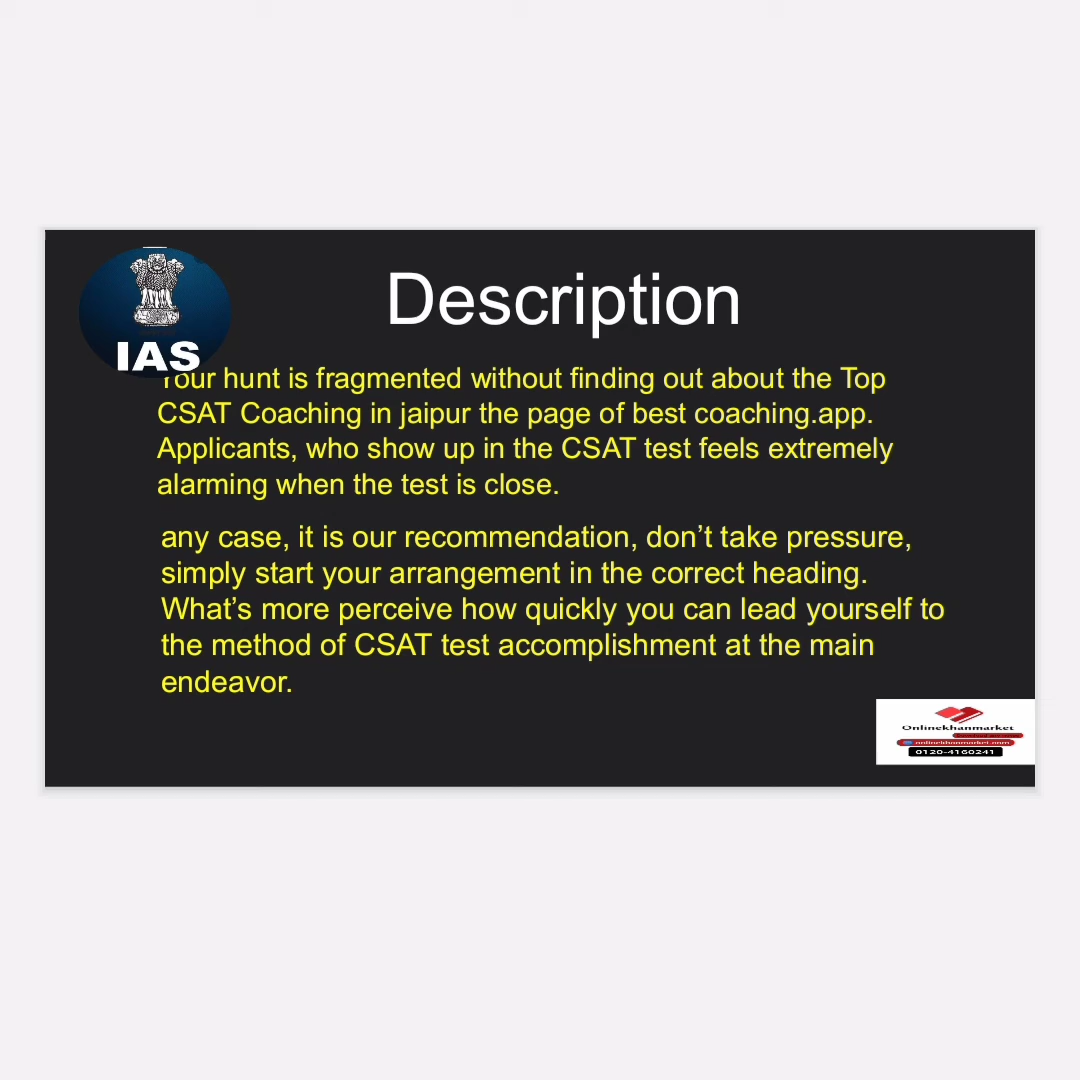 Description
IAS
Your hunt is fragmented without finding out about the Top
CSAT Coaching in jaipur the page of best coaching.app.
Applicants, who show up in the CSAT test feels extremely
alarming when the test is close.
any case, it is our recommendation, don’t take pressure,
simply start your arrangement in the correct heading.
What’s more perceive how quickly you can lead yourself to
the method of CSAT test accomplishment at the main
endeavor.
Onlinekhanmarket
onlinekhanmarket.com
0120-4160241